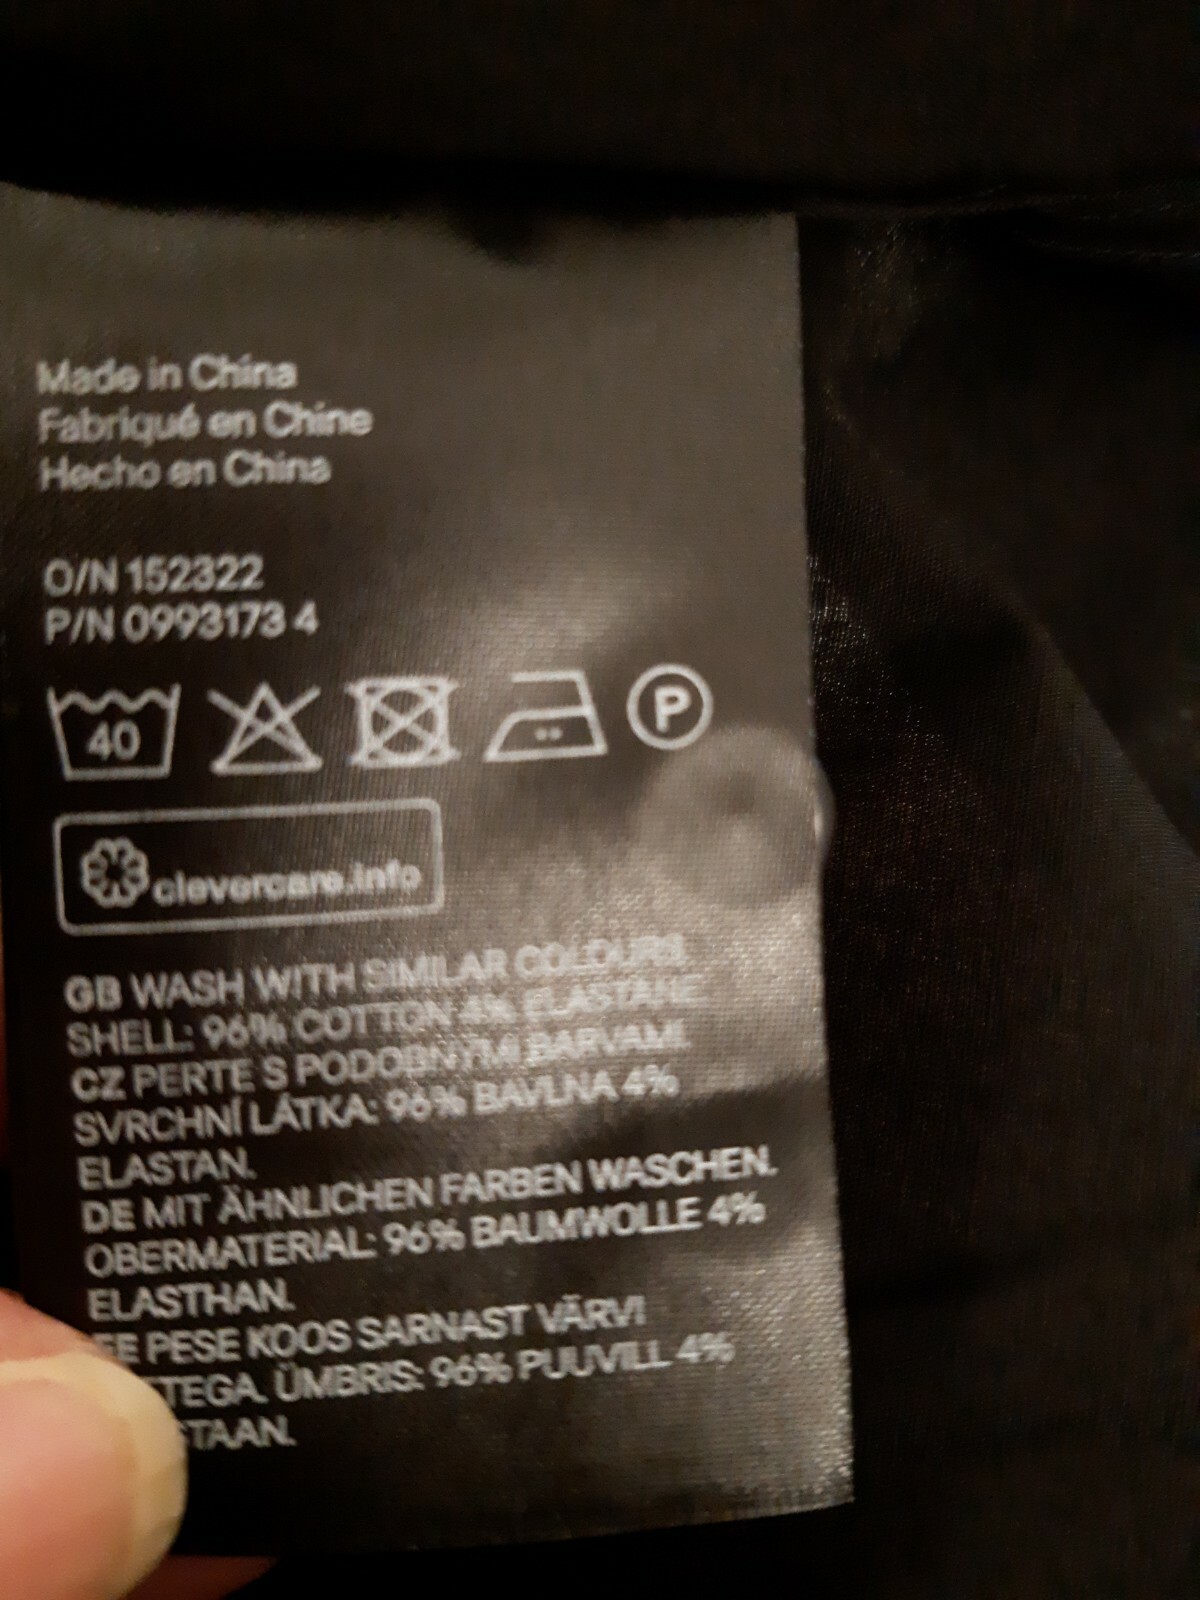 Made in China
Fabriqué en Chine
Hecho en China
O/N 152322
P/N 0993173 4
40
P
clevercare.info
GB WASH WITH SIMILAR COLOURS.
SHELL: 96% COTTON 4% ELASTANE
CZ PERTE S PODOBNÝMI BARVAMI.
SVRCHNÍ LÁTKA: 96% BAVLNA 4%
ELASTAN.
DE MIT ÄHNLICHEN FARBEN WASCHEN.
OBERMATERIAL: 96% BAUMWOLLE 4%
ELASTHAN.
EE PESE KOOS SARNAST VÄRVI
TEGA. ÜMBRIS: 96% PUUVILL 4%
STAAN.